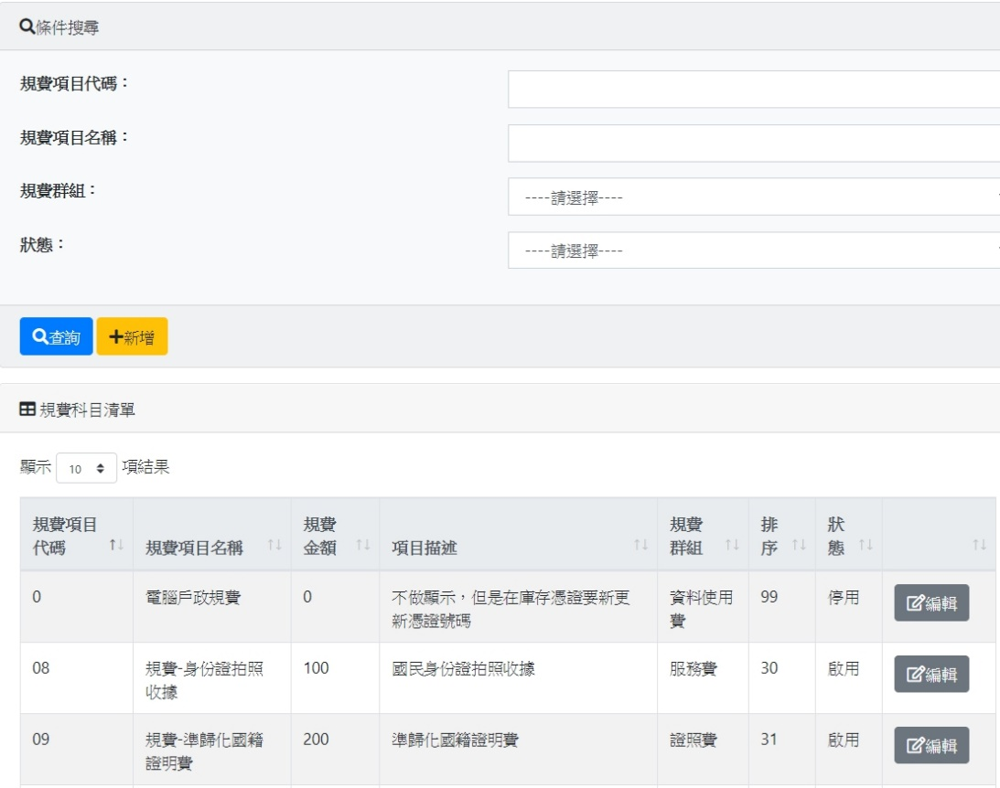 條件搜尋
規費項目代碼：
規費項目名稱：
規費群組：
----請選擇----
狀態：
----請選擇----
查詢 新增
規費科目清單
顯示 10 項結果
規費項目代碼 規費項目名稱 規費金額 項目描述 規費群組 排序 狀態
0 電腦戶政規費 0 不做顯示，但是在庫存憑證要新更新憑證號碼 資料使用費 99 停用 編輯
08 規費-身份證拍照收據 100 國民身份證拍照收據 服務費 30 啟用 編輯
09 規費-準歸化國籍證明費 200 準歸化國籍證明費 證照費 31 啟用 編輯